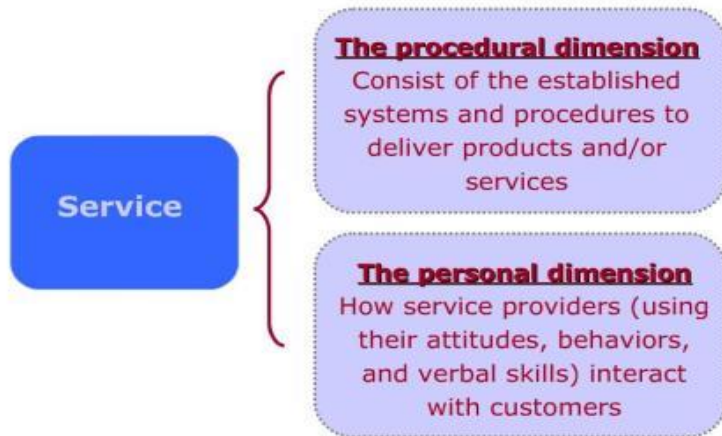 Service
The procedural dimension
Consist of the established
systems and procedures to
deliver products and/or
services
The personal dimension
How service providers (using
their attitudes, behaviors,
and verbal skills) interact
with customers